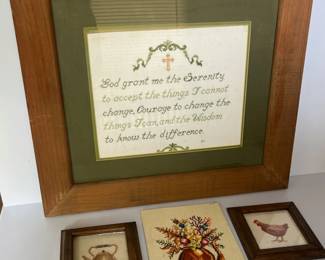 God grant me the Serenity
to accept the things I cannot
change, Courage to change the
things I can, and the Wisdom
to know the difference.